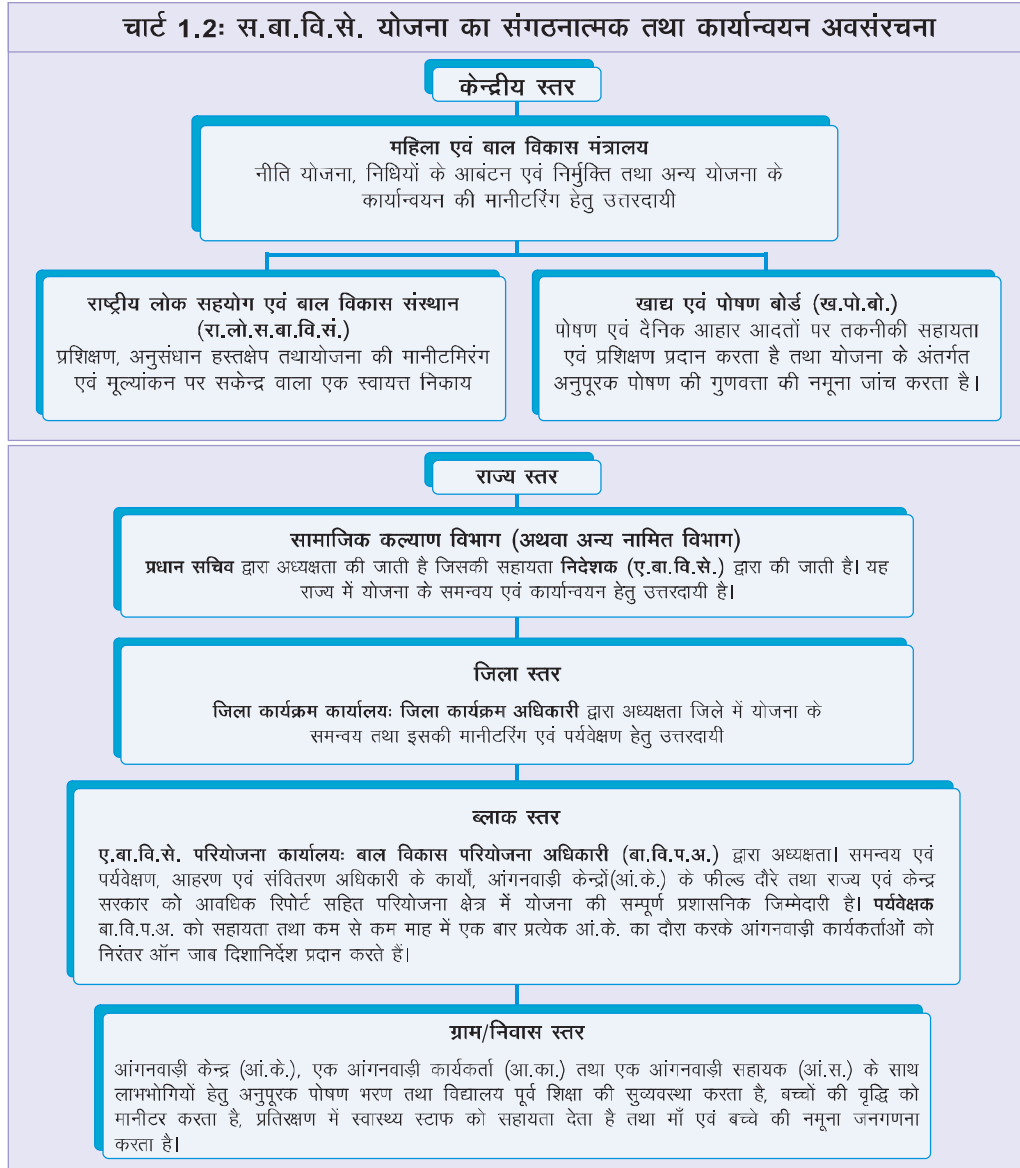 चार्ट 1.2: स.बा.वि.से. योजना का संगठनात्मक तथा कार्यान्वयन अवसंरचना
केन्द्रीय स्तर
महिला एवं बाल विकास मंत्रालय
नीति योजना, निधियों के आबंटन एवं निर्मुक्ति तथा अन्य योजना के
कार्यान्वयन की मानीटरिंग हेतु उत्तरदायी
राष्ट्रीय लोक सहयोग एवं बाल विकास संस्थान
(रा.लो.स.बा.वि.सं.)
प्रशिक्षण, अनुसंधान हस्तक्षेप तथायोजना की मानीटमिरंग
एवं मूल्यांकन पर सकेन्द्र वाला एक स्वायत्त निकाय
खाद्य एवं पोषण बोर्ड (ख.पो.बो.)
पोषण एवं दैनिक आहार आदतों पर तकनीकी सहायता
एवं प्रशिक्षण प्रदान करता है तथा योजना के अंतर्गत
अनुपूरक पोषण की गुणवत्ता की नमूना जांच करता है।
राज्य स्तर
सामाजिक कल्याण विभाग (अथवा अन्य नामित विभाग)
प्रधान सचिव द्वारा अध्यक्षता की जाती है जिसकी सहायता निदेशक (ए.बा.वि.से.) द्वारा की जाती है। यह
राज्य में योजना के समन्वय एवं कार्यान्वयन हेतु उत्तरदायी है।
जिला स्तर
जिला कार्यक्रम कार्यालयः जिला कार्यक्रम अधिकारी द्वारा अध्यक्षता जिले में योजना के
समन्वय तथा इसकी मानीटरिंग एवं पर्यवेक्षण हेतु उत्तरदायी
ब्लाक स्तर
ए.बा.वि.से. परियोजना कार्यालयः बाल विकास परियोजना अधिकारी (बा.वि.प.अ.) द्वारा अध्यक्षता। समन्वय एवं
पर्यवेक्षण, आहरण एवं संवितरण अधिकारी के कार्यों, आंगनवाड़ी केन्द्रों(आं.के.) के फील्ड दौरे तथा राज्य एवं केन्द्र
सरकार को आवधिक रिपोर्ट सहित परियोजना क्षेत्र में योजना की सम्पूर्ण प्रशासनिक जिम्मेदारी है। पर्यवेक्षक
बा.वि.प.अ. को सहायता तथा कम से कम माह में एक बार प्रत्येक आं.के. का दौरा करके आंगनवाड़ी कार्यकर्ताओं को
निरंतर ऑन जाब दिशानिर्देश प्रदान करते हैं।
ग्राम/निवास स्तर
आंगनवाड़ी केन्द्र (आं.के.), एक आंगनवाड़ी कार्यकर्ता (आ.का.) तथा एक आंगनवाड़ी सहायक (आं.स.) के साथ
लाभभोगियों हेतु अनुपूरक पोषण भरण तथा विद्यालय पूर्व शिक्षा की सुव्यवस्था करता है, बच्चों की वृद्धि को
मानीटर करता है, प्रतिरक्षण में स्वास्थ्य स्टाफ को सहायता देता है तथा माँ एवं बच्चे की नमूना जनगणना
करता है।